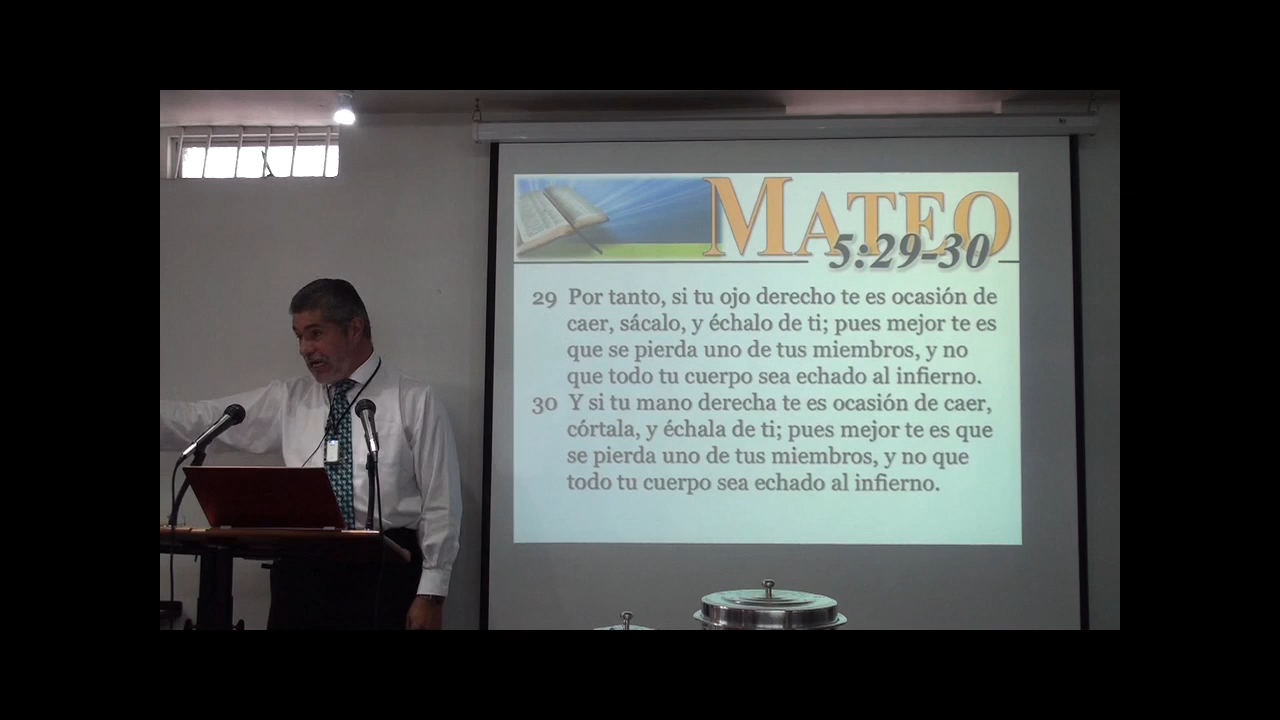 MATEO
5:29-30
29 Por tanto, si tu ojo derecho te es ocasión de
caer, sácalo, y échalo de ti; pues mejor te es
que se pierda uno de tus miembros, y no
que todo tu cuerpo sea echado al infierno.
30 Y si tu mano derecha te es ocasión de caer,
córtala, y échala de ti; pues mejor te es que
se pierda uno de tus miembros, y no que
todo tu cuerpo sea echado al infierno.